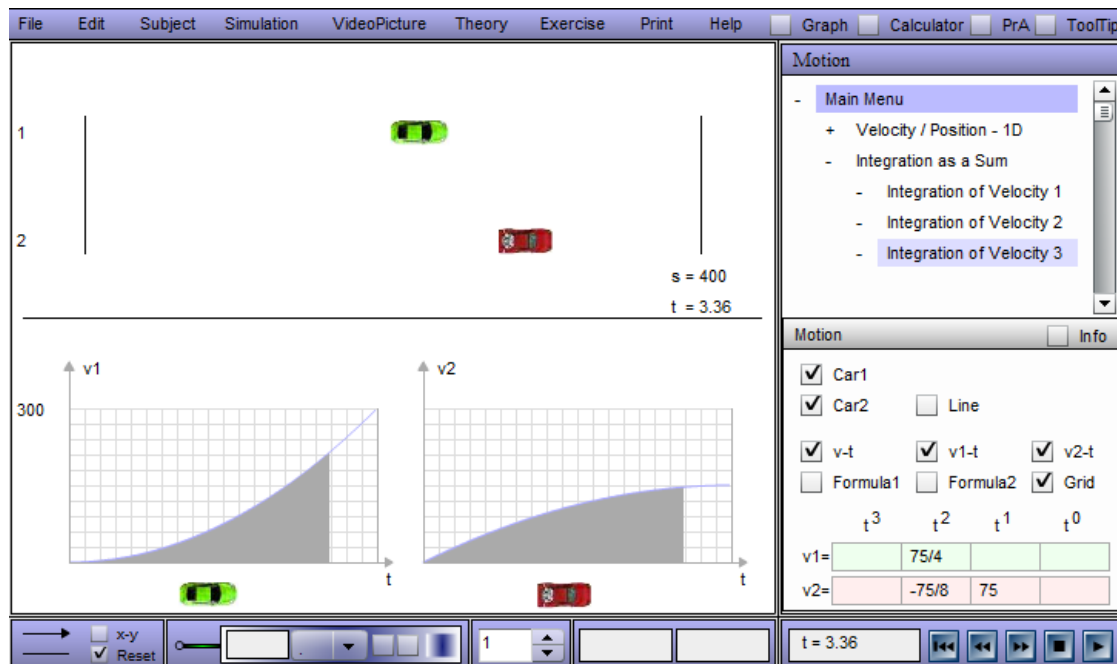 File Edit Subject Simulation VideoPicture Theory Exercise Print Help Graph Calculator PrA ToolTip
1
2
s = 400
t = 3.36
v1
300
t
v2
t
Motion
- Main Menu
+ Velocity / Position - 1D
- Integration as a Sum
- Integration of Velocity 1
- Integration of Velocity 2
- Integration of Velocity 3
Motion Info
Car1
Car2 Line
v-t v1-t v2-t
Formula1 Formula2 Grid
t³ t² t¹ t⁰
v1= 75/4
v2= -75/8 75
x-y
Reset
.
1
t = 3.36